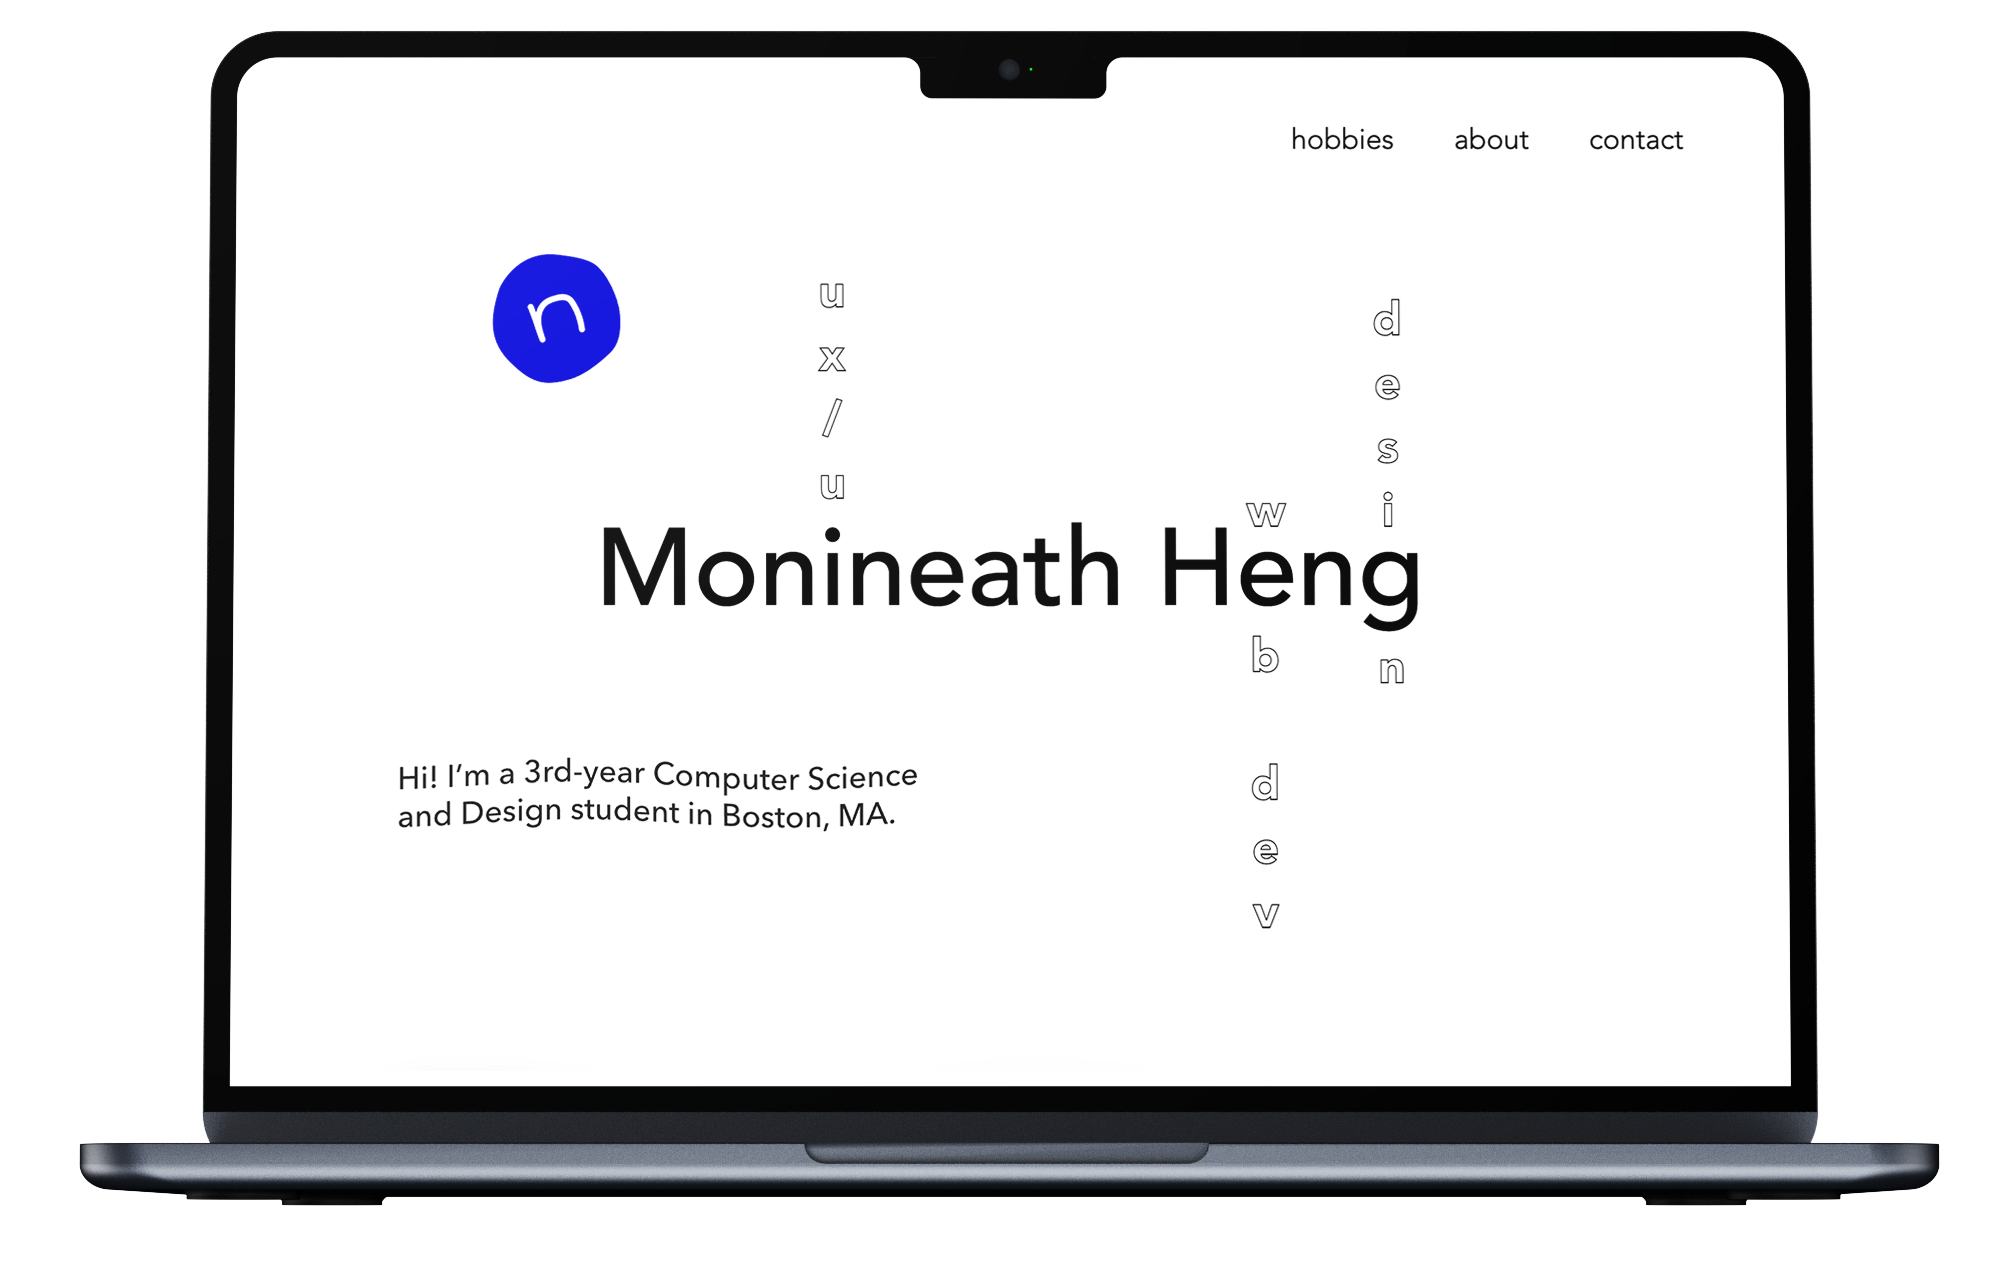 hobbies about contact
n
u
x
/
u
d
e
s
i
w
Monineath Heng
b
n
Hi! I’m a 3rd-year Computer Science
and Design student in Boston, MA.
d
e
v